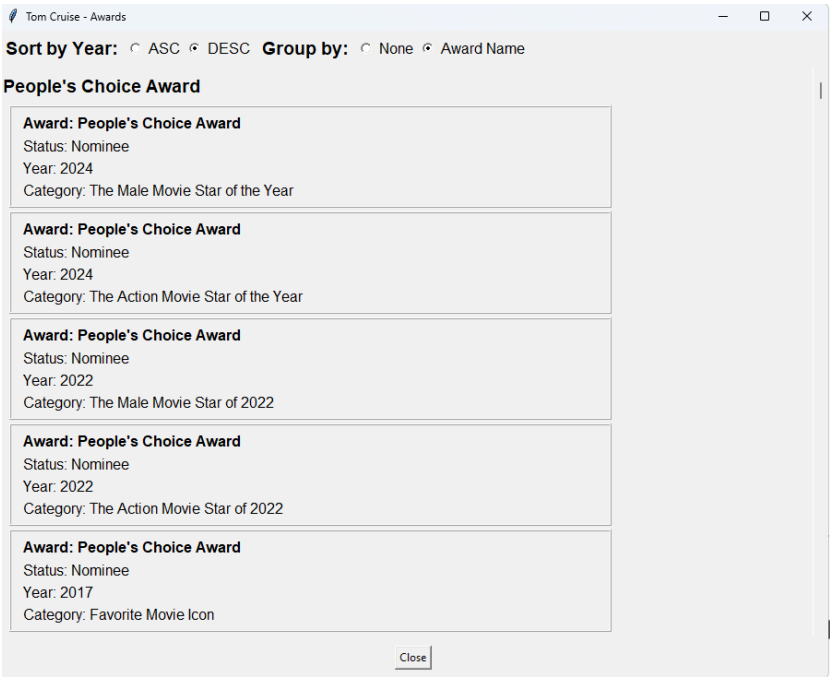 Tom Cruise - Awards
Sort by Year: ASC DESC Group by: None Award Name
People's Choice Award
Award: People's Choice Award
Status: Nominee
Year: 2024
Category: The Male Movie Star of the Year
Award: People's Choice Award
Status: Nominee
Year: 2024
Category: The Action Movie Star of the Year
Award: People's Choice Award
Status: Nominee
Year: 2022
Category: The Male Movie Star of 2022
Award: People's Choice Award
Status: Nominee
Year: 2022
Category: The Action Movie Star of 2022
Award: People's Choice Award
Status: Nominee
Year: 2017
Category: Favorite Movie Icon
Close